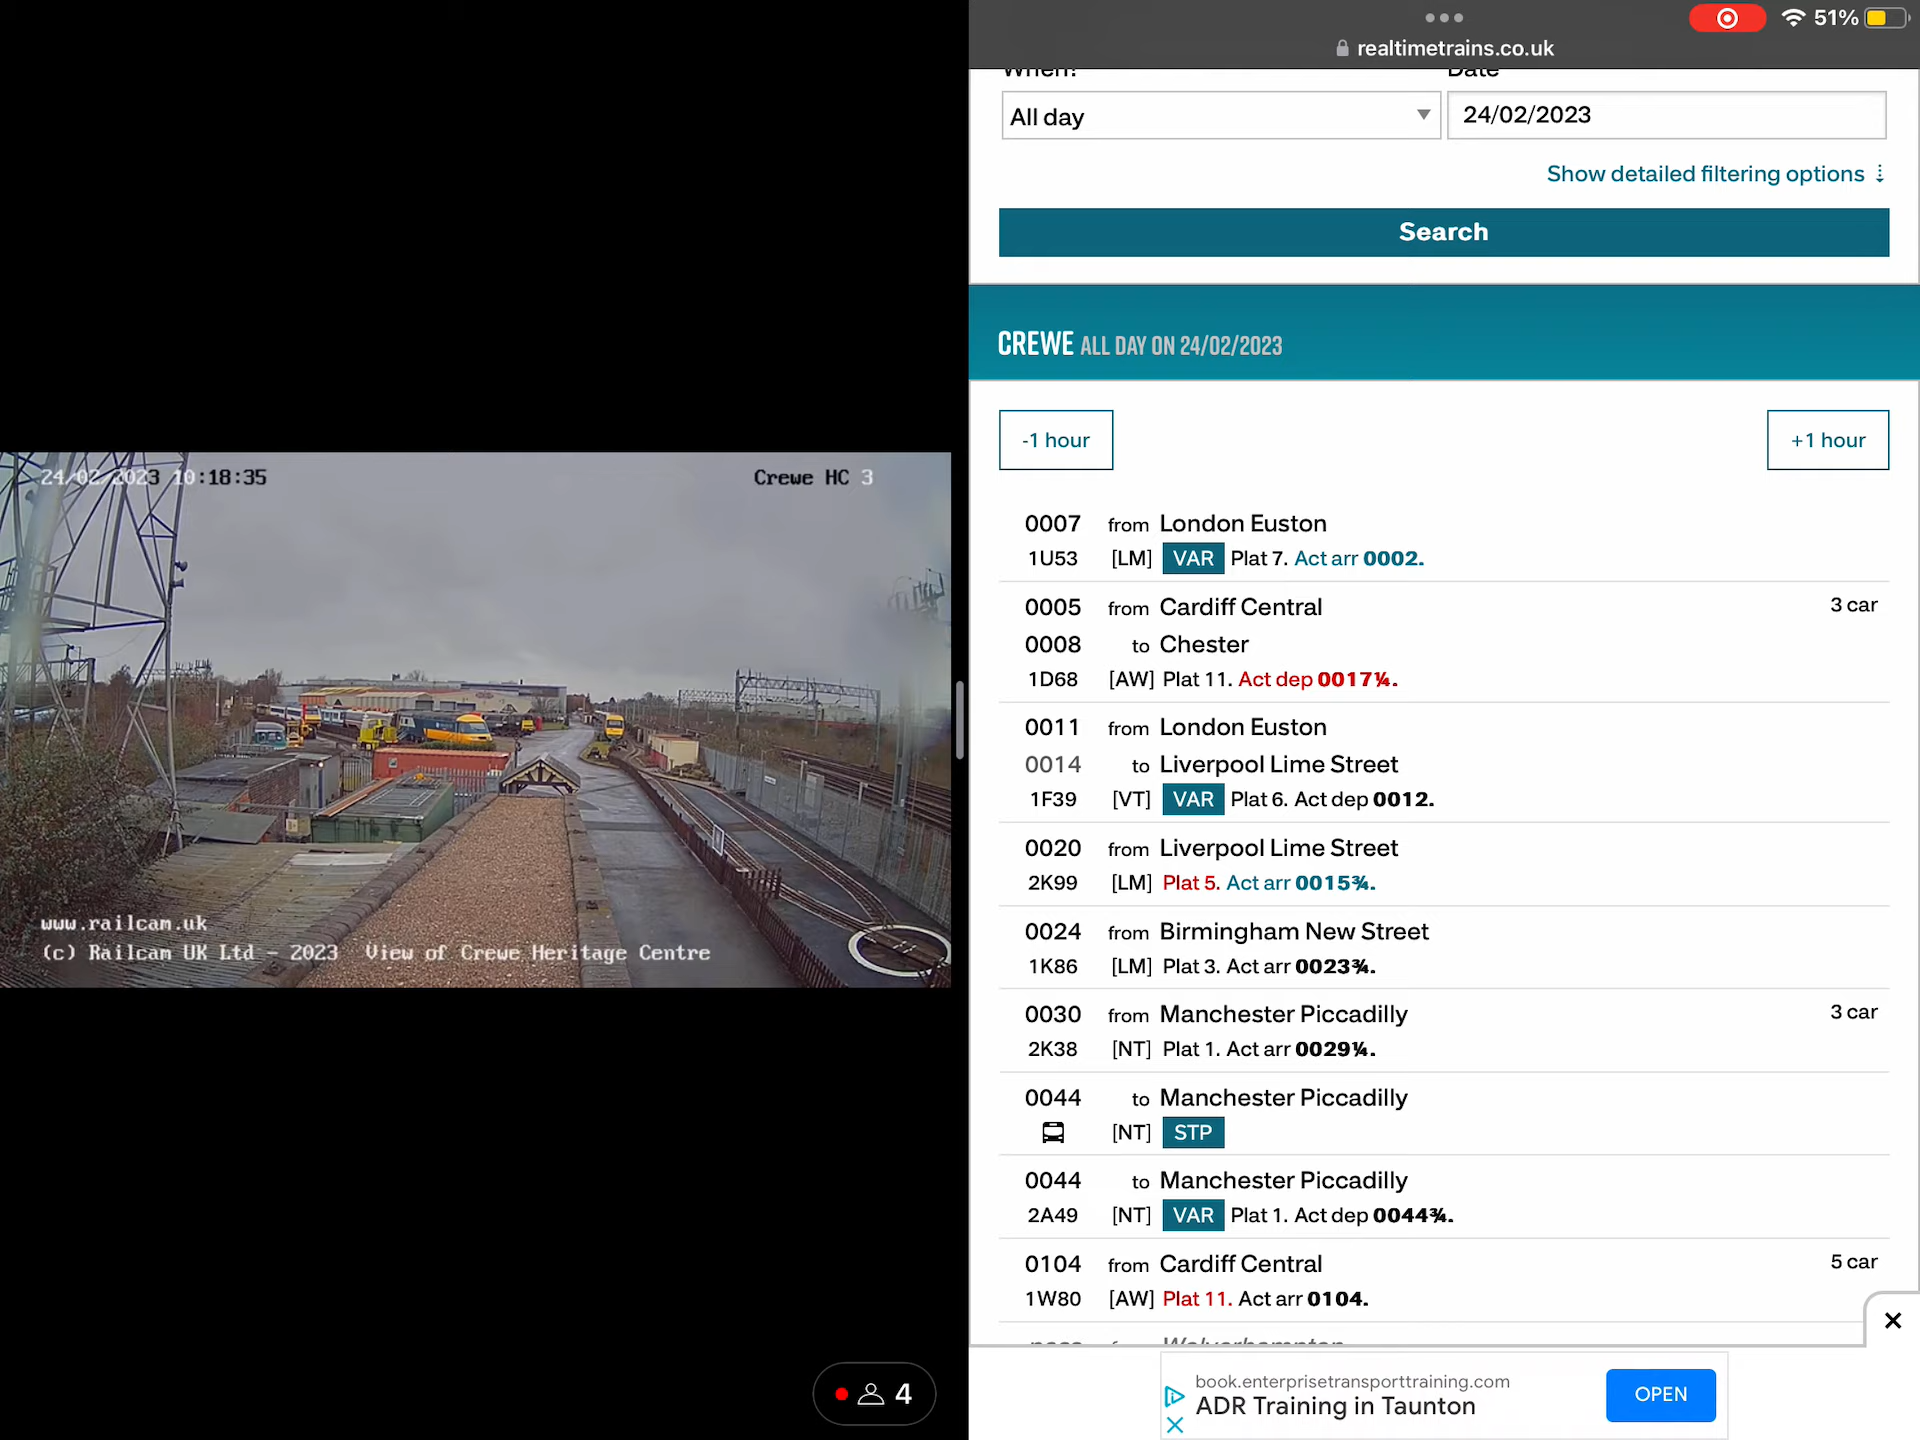 24/02/2023 10:18:35
Crewe HC 3
www.railcam.uk
(c) Railcam UK Ltd - 2023 View of Crewe Heritage Centre
4
51%
realtimetrains.co.uk
When?
Date
All day
24/02/2023
Show detailed filtering options
Search
CREWE ALL DAY ON 24/02/2023
-1 hour
+1 hour
0007 from London Euston
1U53 [LM] VAR Plat 7. Act arr 0002.
0005 from Cardiff Central 3 car
0008 to Chester
1D68 [AW] Plat 11. Act dep 0017¼.
0011 from London Euston
0014 to Liverpool Lime Street
1F39 [VT] VAR Plat 6. Act dep 0012.
0020 from Liverpool Lime Street
2K99 [LM] Plat 5. Act arr 0015¾.
0024 from Birmingham New Street
1K86 [LM] Plat 3. Act arr 0023¾.
0030 from Manchester Piccadilly 3 car
2K38 [NT] Plat 1. Act arr 0029¼.
0044 to Manchester Piccadilly
[NT] STP
0044 to Manchester Piccadilly
2A49 [NT] VAR Plat 1. Act dep 0044¾.
0104 from Cardiff Central 5 car
1W80 [AW] Plat 11. Act arr 0104.
Wolverhampton
book.enterprisetransporttraining.com
ADR Training in Taunton
OPEN